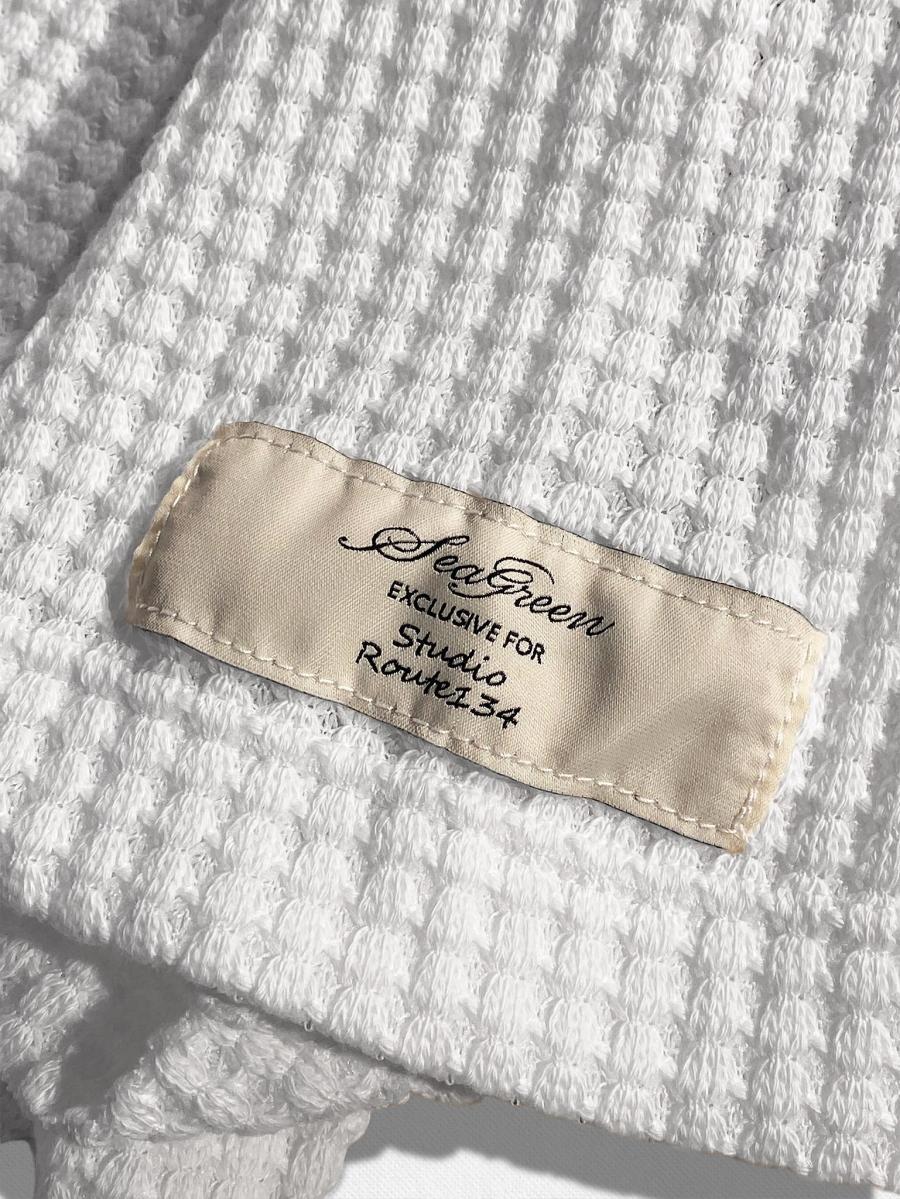 SeaGreen
EXCLUSIVE FOR
Studio
Route134